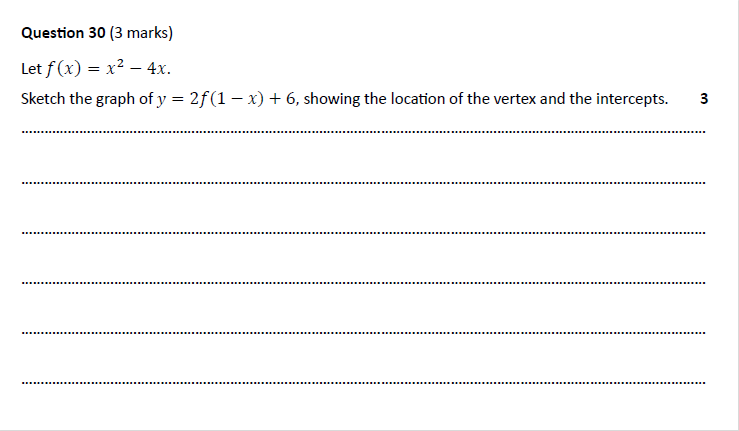 Question 30 (3 marks)
Let f(x) = x² − 4x.
Sketch the graph of y = 2f(1 − x) + 6, showing the location of the vertex and the intercepts. 3